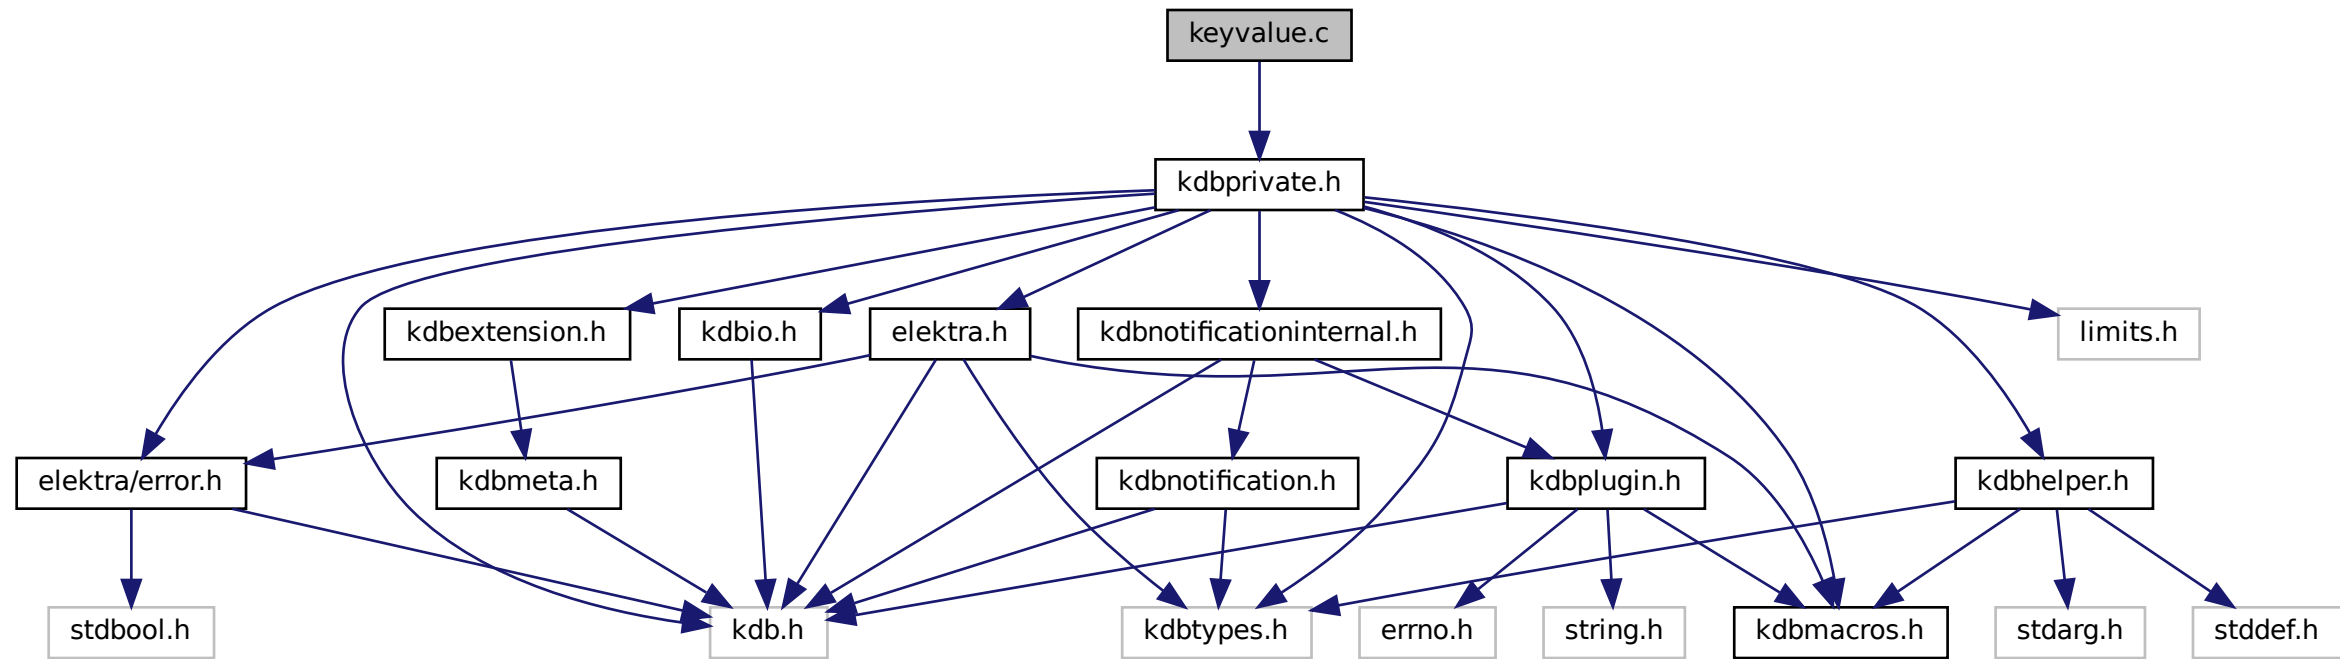 keyvalue.c
kdbprivate.h
kdbextension.h
kdbio.h
elektra.h
kdbnotificationinternal.h
limits.h
elektra/error.h
kdbmeta.h
kdbnotification.h
kdbplugin.h
kdbhelper.h
stdbool.h
kdb.h
kdbtypes.h
errno.h
string.h
kdbmacros.h
stdarg.h
stddef.h